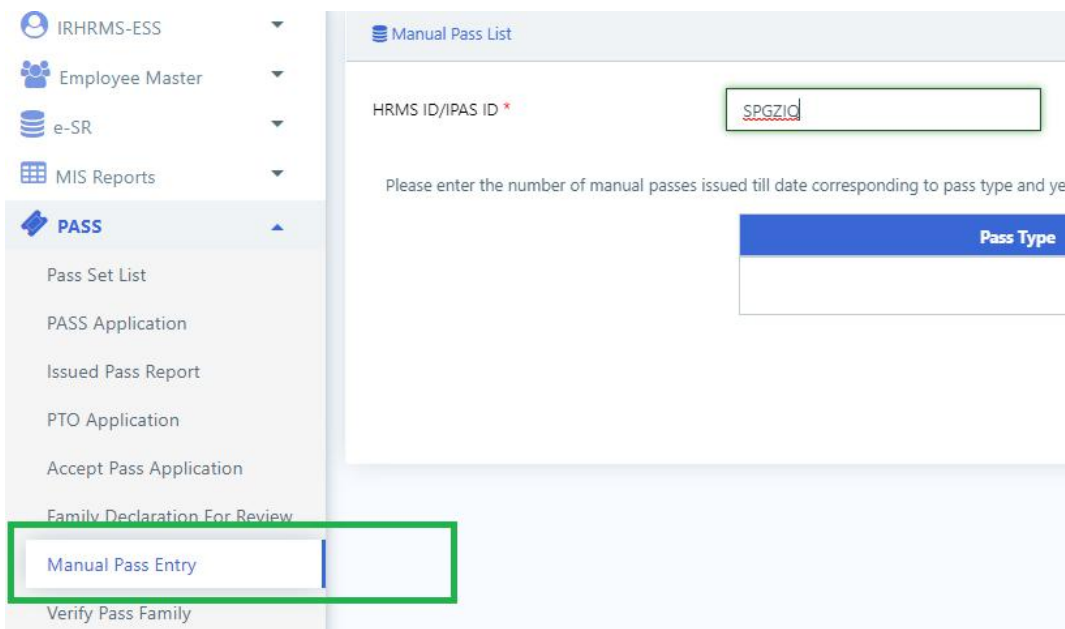 IRHRMS-ESS
Employee Master
e-SR
MIS Reports
PASS
Pass Set List
PASS Application
Issued Pass Report
PTO Application
Accept Pass Application
Family Declaration For Review
Manual Pass Entry
Verify Pass Family
Manual Pass List
HRMS ID/IPAS ID *
SPGZIQ
Please enter the number of manual passes issued till date corresponding to pass type and ye
Pass Type